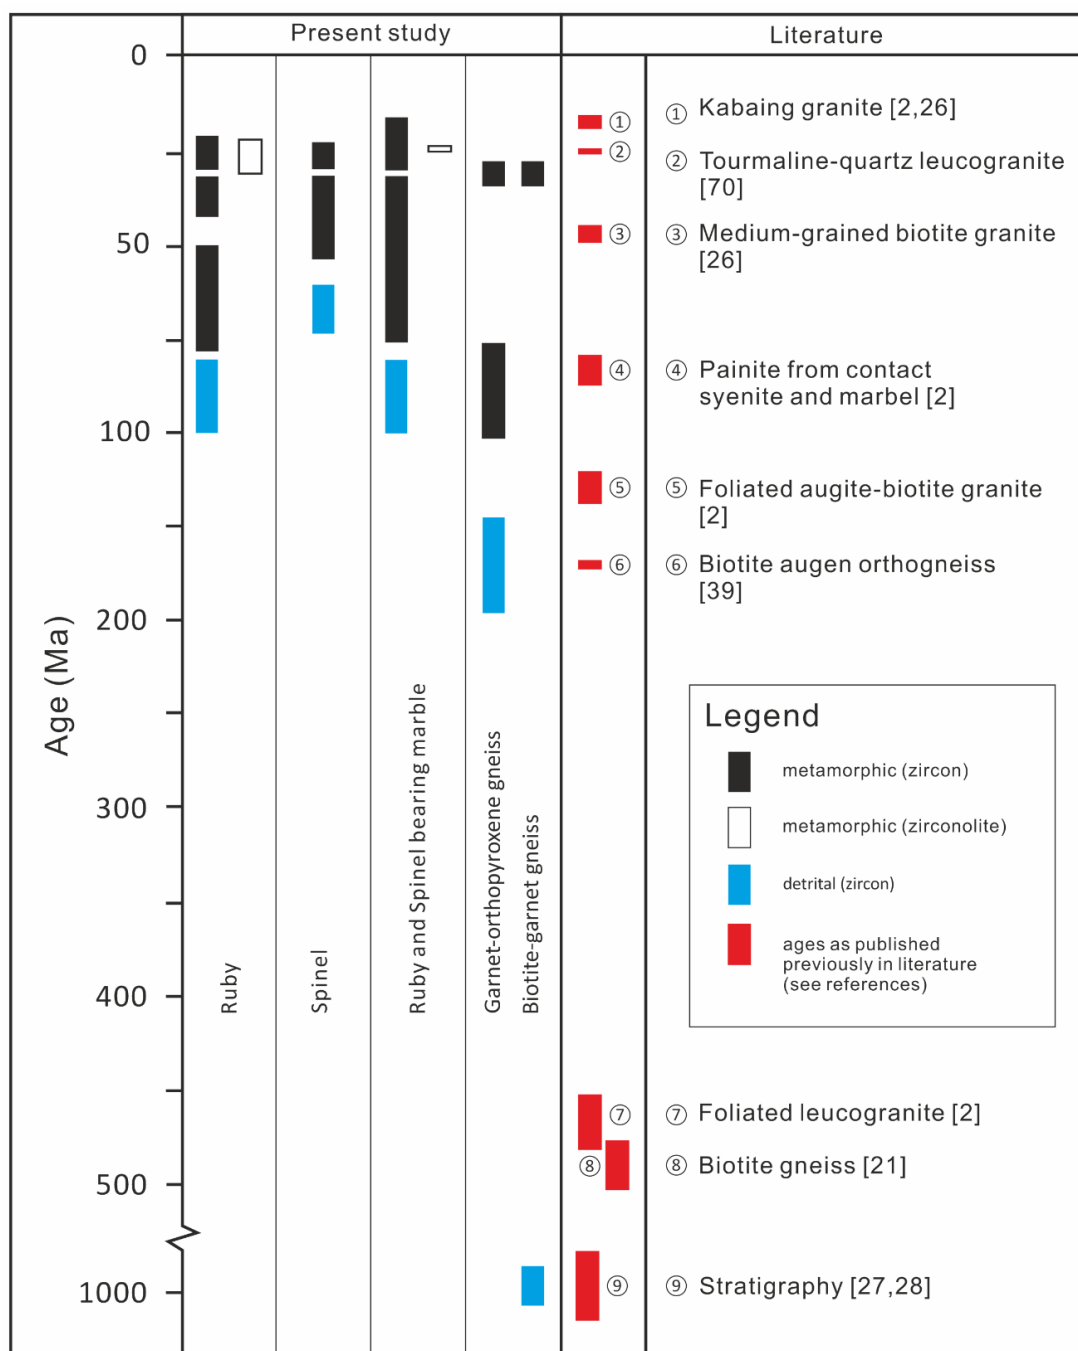 Present study
Literature
0
50
100
200
300
400
500
1000
Age (Ma)
Ruby
Spinel
Ruby and Spinel bearing marble
Garnet-orthopyroxene gneiss
Biotite-garnet gneiss
①
②
③
④
⑤
⑥
⑦
⑧
⑨
① Kabaing granite [2,26]
② Tourmaline-quartz leucogranite
[70]
③ Medium-grained biotite granite
[26]
④ Painite from contact
syenite and marbel [2]
⑤ Foliated augite-biotite granite
[2]
⑥ Biotite augen orthogneiss
[39]
Legend
metamorphic (zircon)
metamorphic (zirconolite)
detrital (zircon)
ages as published
previously in literature
(see references)
⑦ Foliated leucogranite [2]
⑧ Biotite gneiss [21]
⑨ Stratigraphy [27,28]